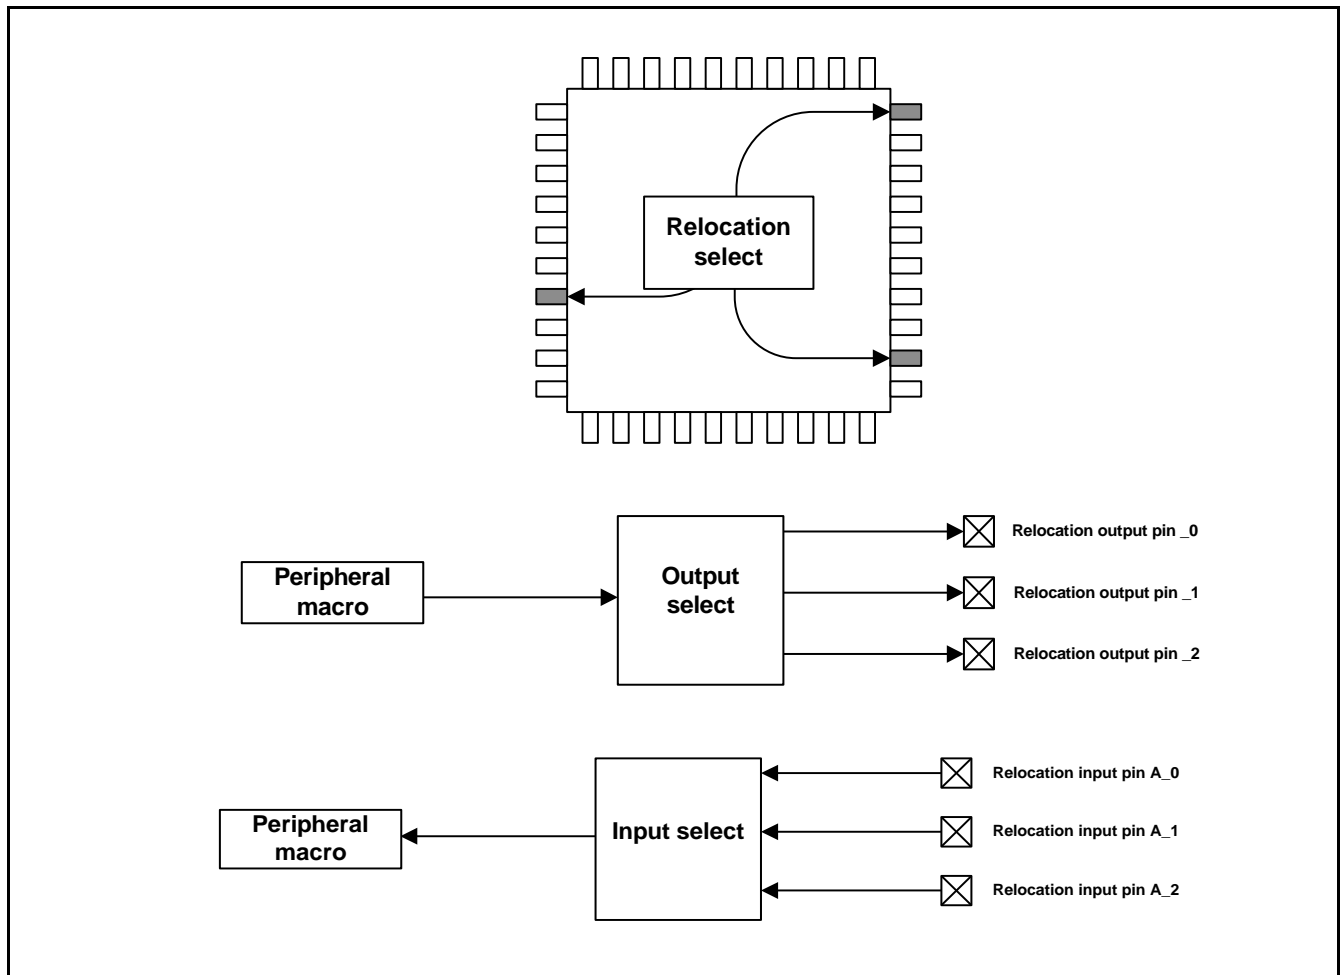 Relocation
select
Peripheral
macro
Output
select
Relocation output pin _0
Relocation output pin _1
Relocation output pin _2
Peripheral
macro
Input select
Relocation input pin A_0
Relocation input pin A_1
Relocation input pin A_2